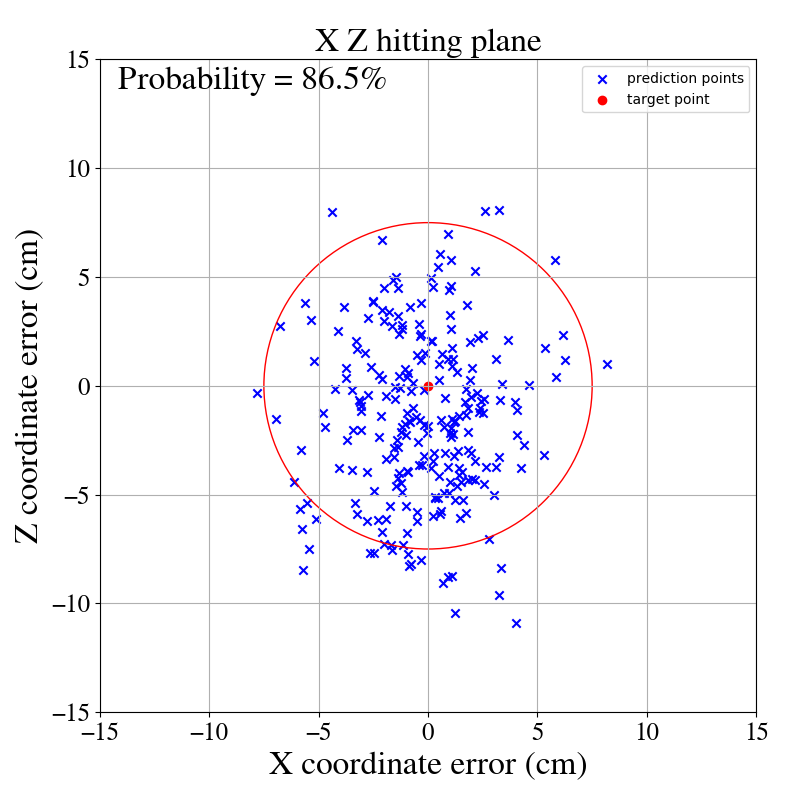 X Z hitting plane
Probability = 86.5%
prediction points
target point
Z coordinate error (cm)
15
10
5
0
−5
−10
−15
−15 −10 −5 0 5 10 15
X coordinate error (cm)